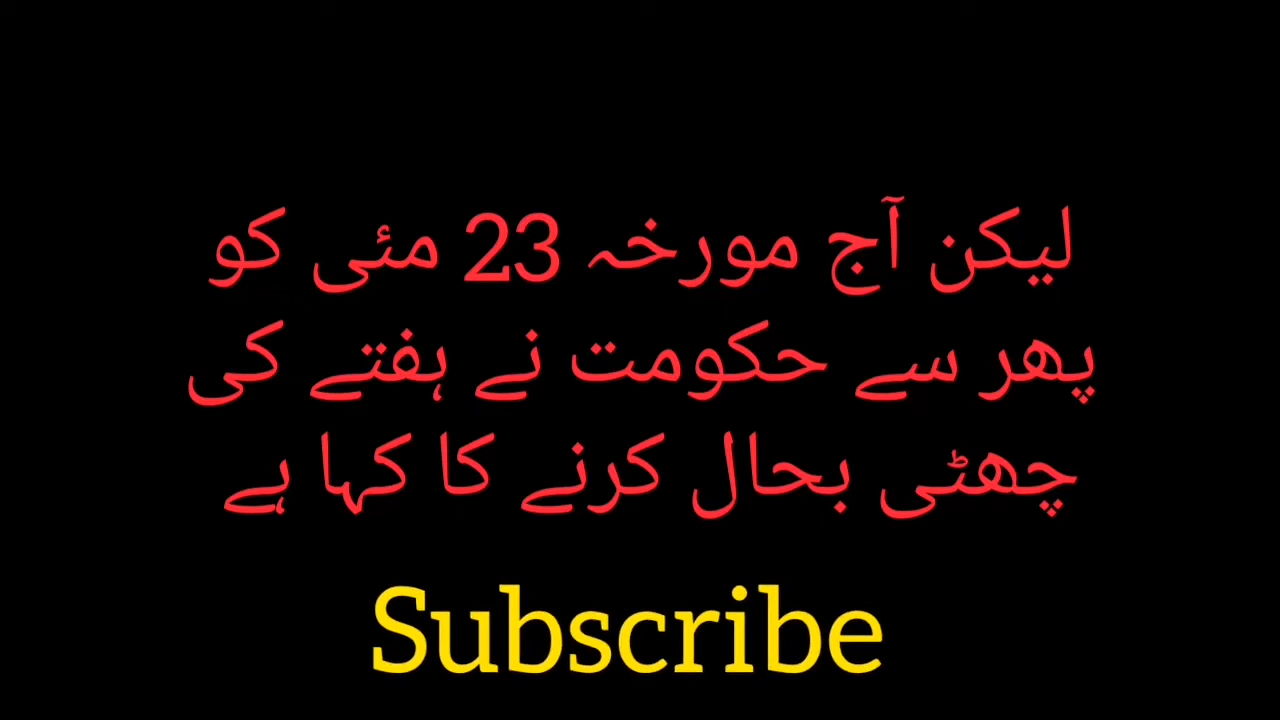 لیکن آج مورخہ 23 مئی کو
پھر سے حکومت نے ہفتے کی
چھٹی بحال کرنے کا کہا ہے
Subscribe